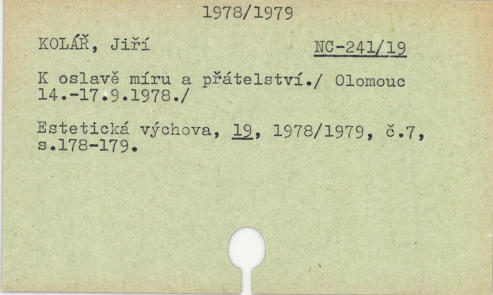 1978/1979
KOLÁŘ, Jiří NC-241/19
K oslavě míru a přátelství./ Olomouc
14.-17.9.1978./
Estetická výchova, 19, 1978/1979, č.7,
s.178-179.